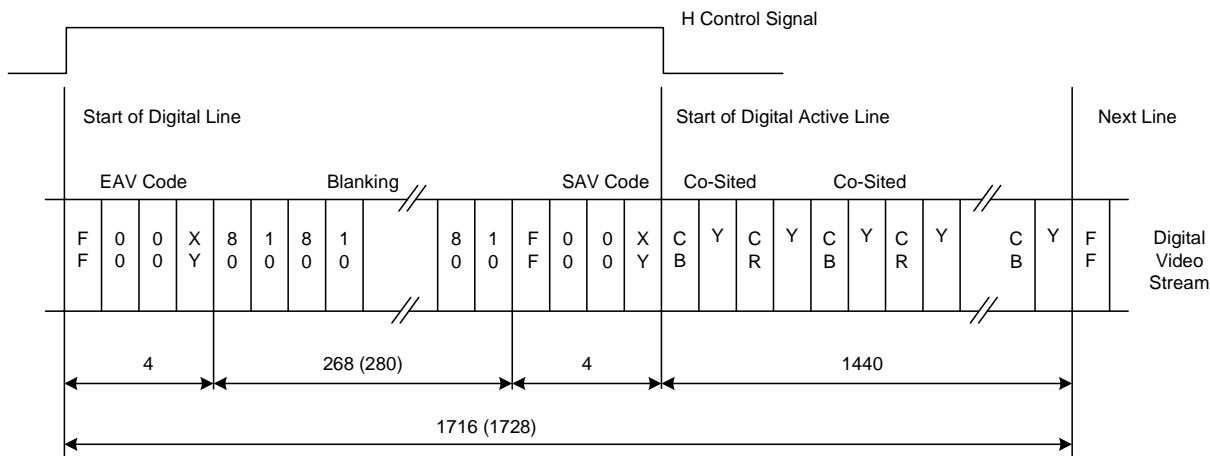 H Control Signal
Start of Digital Line
Start of Digital Active Line
Next Line
EAV Code
Blanking
SAV Code
Co-Sited
Co-Sited
FF 00 00 XY 80 10 80 10 80 10 FF 00 00 XY CB Y CR Y CB Y CR Y CB Y FF
Digital
Video
Stream
4
268 (280)
4
1440
1716 (1728)